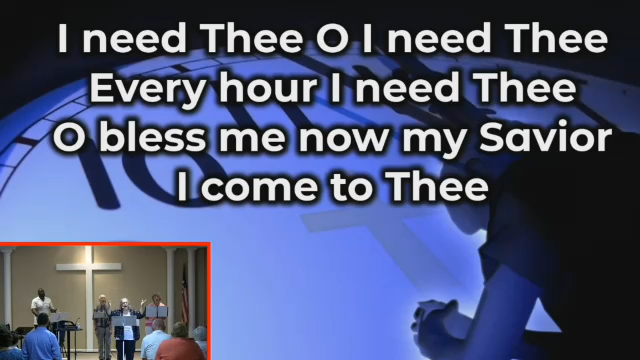 I need Thee O I need Thee
Every hour I need Thee
O bless me now my Savior
I come to Thee